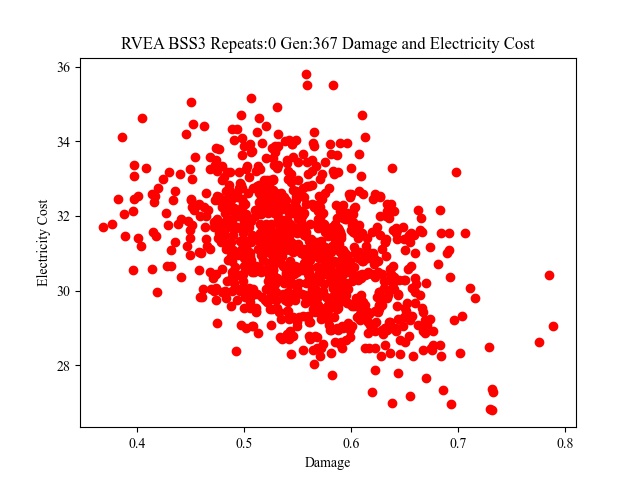 RVEA BSS3 Repeats:0 Gen:367 Damage and Electricity Cost
36
34
32
30
28
Electricity Cost
0.4 0.5 0.6 0.7 0.8
Damage